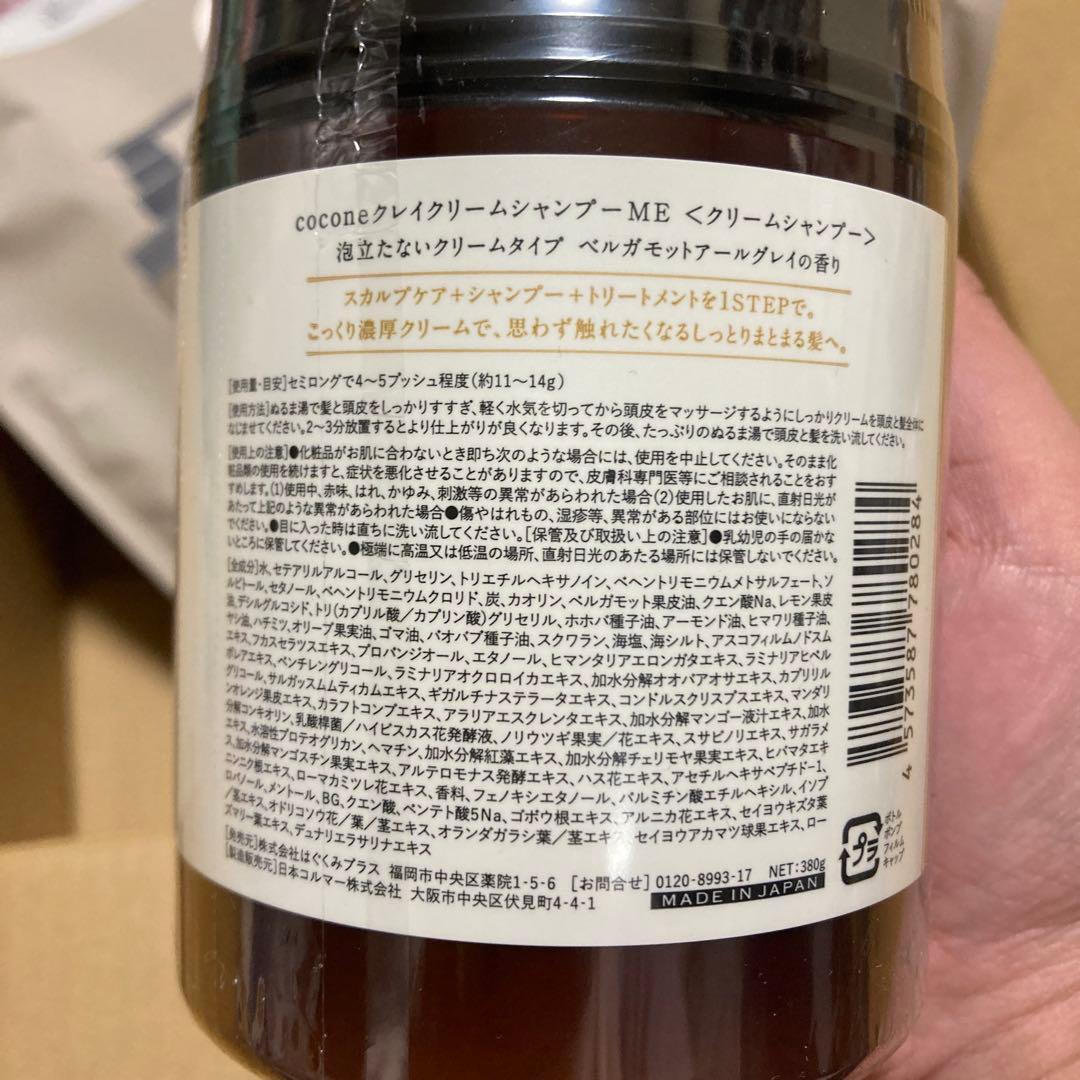 coconeクレイクリームシャンプーME <クリームシャンプー>
泡立たないクリームタイプ ベルガモットアールグレイの香り
スカルプケア+シャンプー+トリートメントを1STEPで。
こっくり濃厚クリームで、思わず触れたくなるしっとりまとまる髪へ。
[使用量・目安]セミロングで4〜5プッシュ程度(約11〜14g)
[使用方法]ぬるま湯で髪と頭皮をしっかりすすぎ、軽く水気を切ってから頭皮をマッサージするようにしっかりクリームを頭皮と髪全体に
なじませてください。2〜3分放置するとより仕上がりが良くなります。その後、たっぷりのぬるま湯で頭皮と髪を洗い流してください。
[使用上の注意]●化粧品がお肌に合わないとき即ち次のような場合には、使用を中止してください。そのまま化
粧品類の使用を続けますと、症状を悪化させることがありますので、皮膚科専門医等にご相談されることをおす
すめします。(1)使用中、赤味、はれ、かゆみ、刺激等の異常があらわれた場合(2)使用したお肌に、直射日光が
あたって上記のような異常があらわれた場合●傷やはれもの、湿疹等、異常がある部位にはお使いにならない
でください。●目に入った時は直ちに洗い流してください。[保管及び取扱い上の注意]●乳幼児の手の届かな
いところに保管してください。●極端に高温又は低温の場所、直射日光のあたる場所には保管しないでください。
[全成分]水、セテアリルアルコール、グリセリン、トリエチルヘキサノイン、ベヘントリモニウムメトサルフェート、ソ
ルビトール、セタノール、ベヘントリモニウムクロリド、炭、カオリン、ベルガモット果皮油、クエン酸Na、レモン果皮
油、デシルグルコシド、トリ(カプリル酸/カプリン酸)グリセリル、ホホバ種子油、アーモンド油、ヒマワリ種子油、
ヤシ油、ハチミツ、オリーブ果実油、ゴマ油、バオバブ種子油、スクワラン、海塩、海シルト、アスコフィルムノドスム
エキス、フカスセラツスエキス、プロパンジオール、エタノール、ヒマンタリアエロンガタエキス、ラミナリアヒペル
ボレアエキス、ペンチレングリコール、ラミナリアオクロロイカエキス、加水分解オオバアオサエキス、カプリリル
グリコール、サルガッスムムティカムエキス、ギガルチナステラータエキス、コンドルスクリスプスエキス、マンダリ
ンオレンジ果皮エキス、カラフトコンブエキス、アラリアエスクレンタエキス、加水分解マンゴー液汁エキス、加水
分解コンキオリン、乳酸桿菌/ハイビスカス花発酵液、ノリウツギ果実/花エキス、スサビノリエキス、サガラメ
エキス、水溶性プロテオグリカン、ヘマチン、加水分解紅藻エキス、加水分解チェリモヤ果実エキス、ヒバマタエキ
ス、加水分解マンゴスチン果実エキス、アルテロモナス発酵エキス、ハス花エキス、アセチルヘキサペプチド-1、
ニンニク根エキス、ローマカミツレ花エキス、香料、フェノキシエタノール、パルミチン酸エチルヘキシル、イソプ
ロパノール、メントール、BG、クエン酸、ペンテト酸5Na、ゴボウ根エキス、アルニカ花エキス、セイヨウキズタ葉
/茎エキス、オドリコソウ花/葉/茎エキス、オランダガラシ葉/茎エキス、セイヨウアカマツ球果エキス、ロー
ズマリー葉エキス、デュナリエラサリナエキス
[発売元]株式会社はぐくみプラス 福岡市中央区薬院1-5-6 [お問合せ]0120-8993-17 NET:380g
[製造販売元]日本コルマー株式会社 大阪市中央区伏見町4-4-1 MADE IN JAPAN
4 573587 780284
プラ
ボトル
ポンプ
フィルム
キャップ